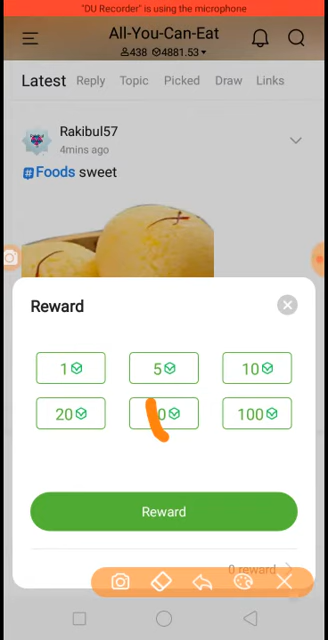 "DU Recorder" is using the microphone
All-You-Can-Eat
438 4881.53
Latest Reply Topic Picked Draw Links
Rakibul57
4mins ago
#Foods sweet
Reward
1 5 10
20 0 100
Reward
0 reward